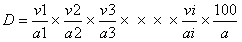 D = v1/a1 × v2/a2 × v3/a3 × × × × vi/ai × 100/a